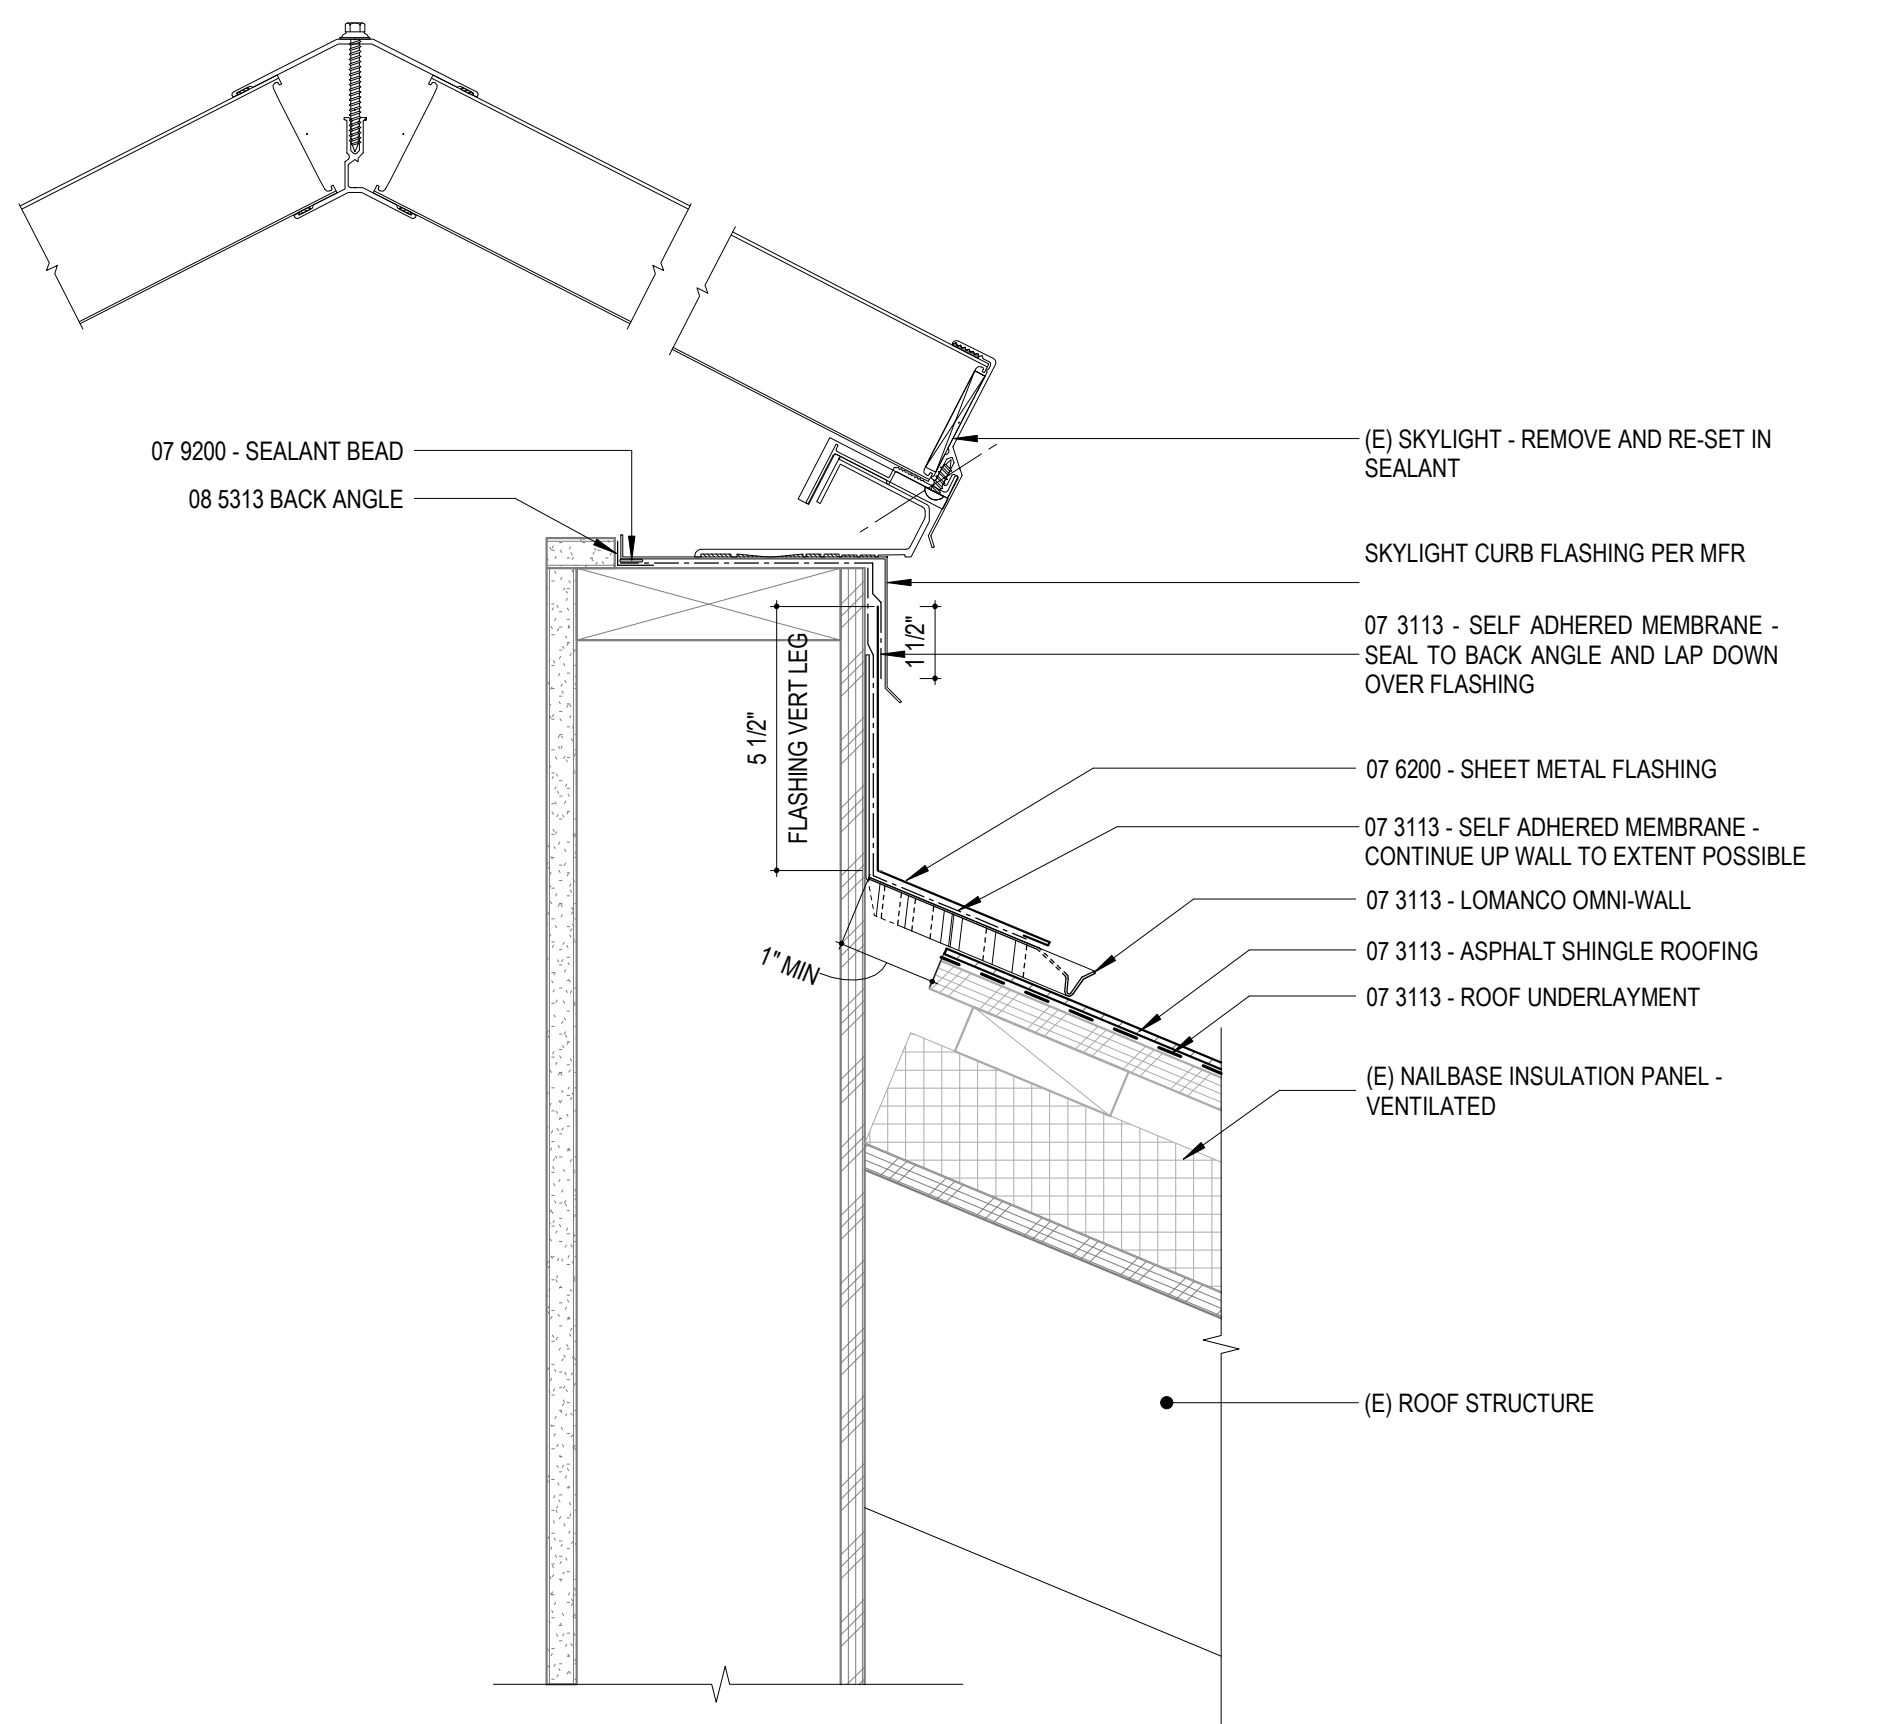 07 9200 - SEALANT BEAD
08 5313 BACK ANGLE
(E) SKYLIGHT - REMOVE AND RE-SET IN
SEALANT
SKYLIGHT CURB FLASHING PER MFR
07 3113 - SELF ADHERED MEMBRANE -
SEAL TO BACK ANGLE AND LAP DOWN
OVER FLASHING
1 1/2"
5 1/2"
FLASHING VERT LEG
07 6200 - SHEET METAL FLASHING
07 3113 - SELF ADHERED MEMBRANE -
CONTINUE UP WALL TO EXTENT POSSIBLE
07 3113 - LOMANCO OMNI-WALL
1" MIN
07 3113 - ASPHALT SHINGLE ROOFING
07 3113 - ROOF UNDERLAYMENT
(E) NAILBASE INSULATION PANEL -
VENTILATED
(E) ROOF STRUCTURE